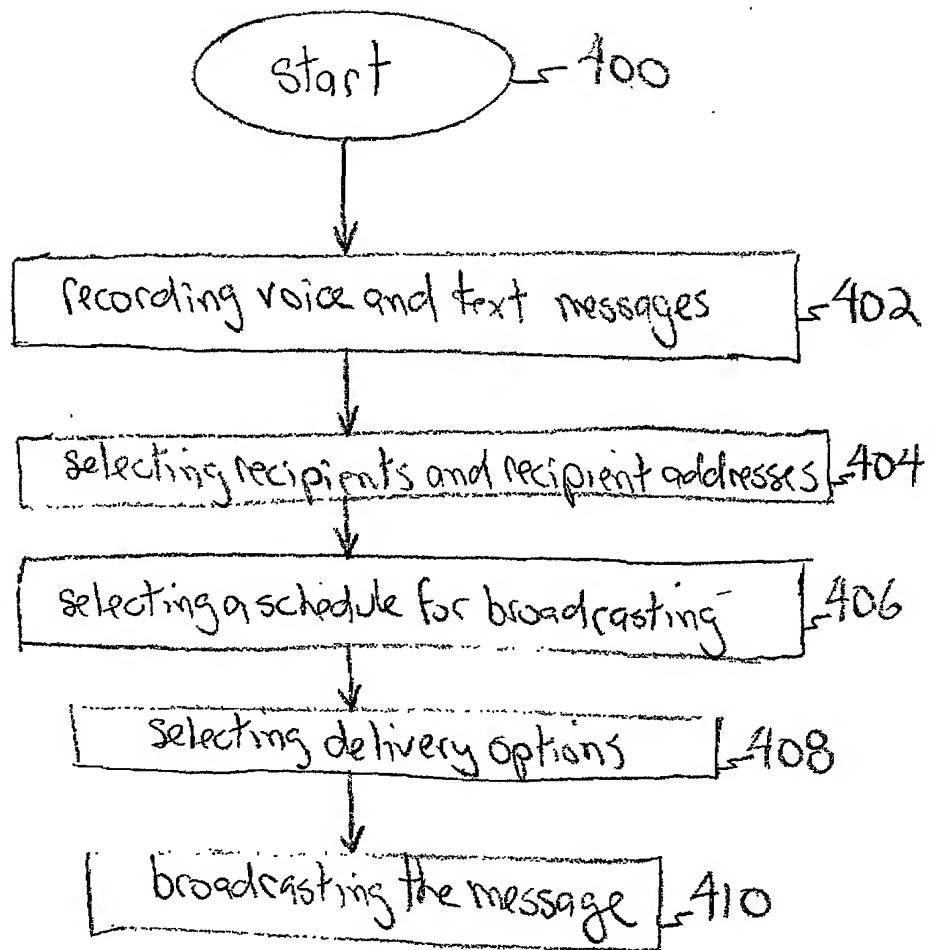 start 400
recording voice and text messages 402
selecting recipients and recipient addresses 404
selecting a schedule for broadcasting 406
selecting delivery options 408
broadcasting the message 410